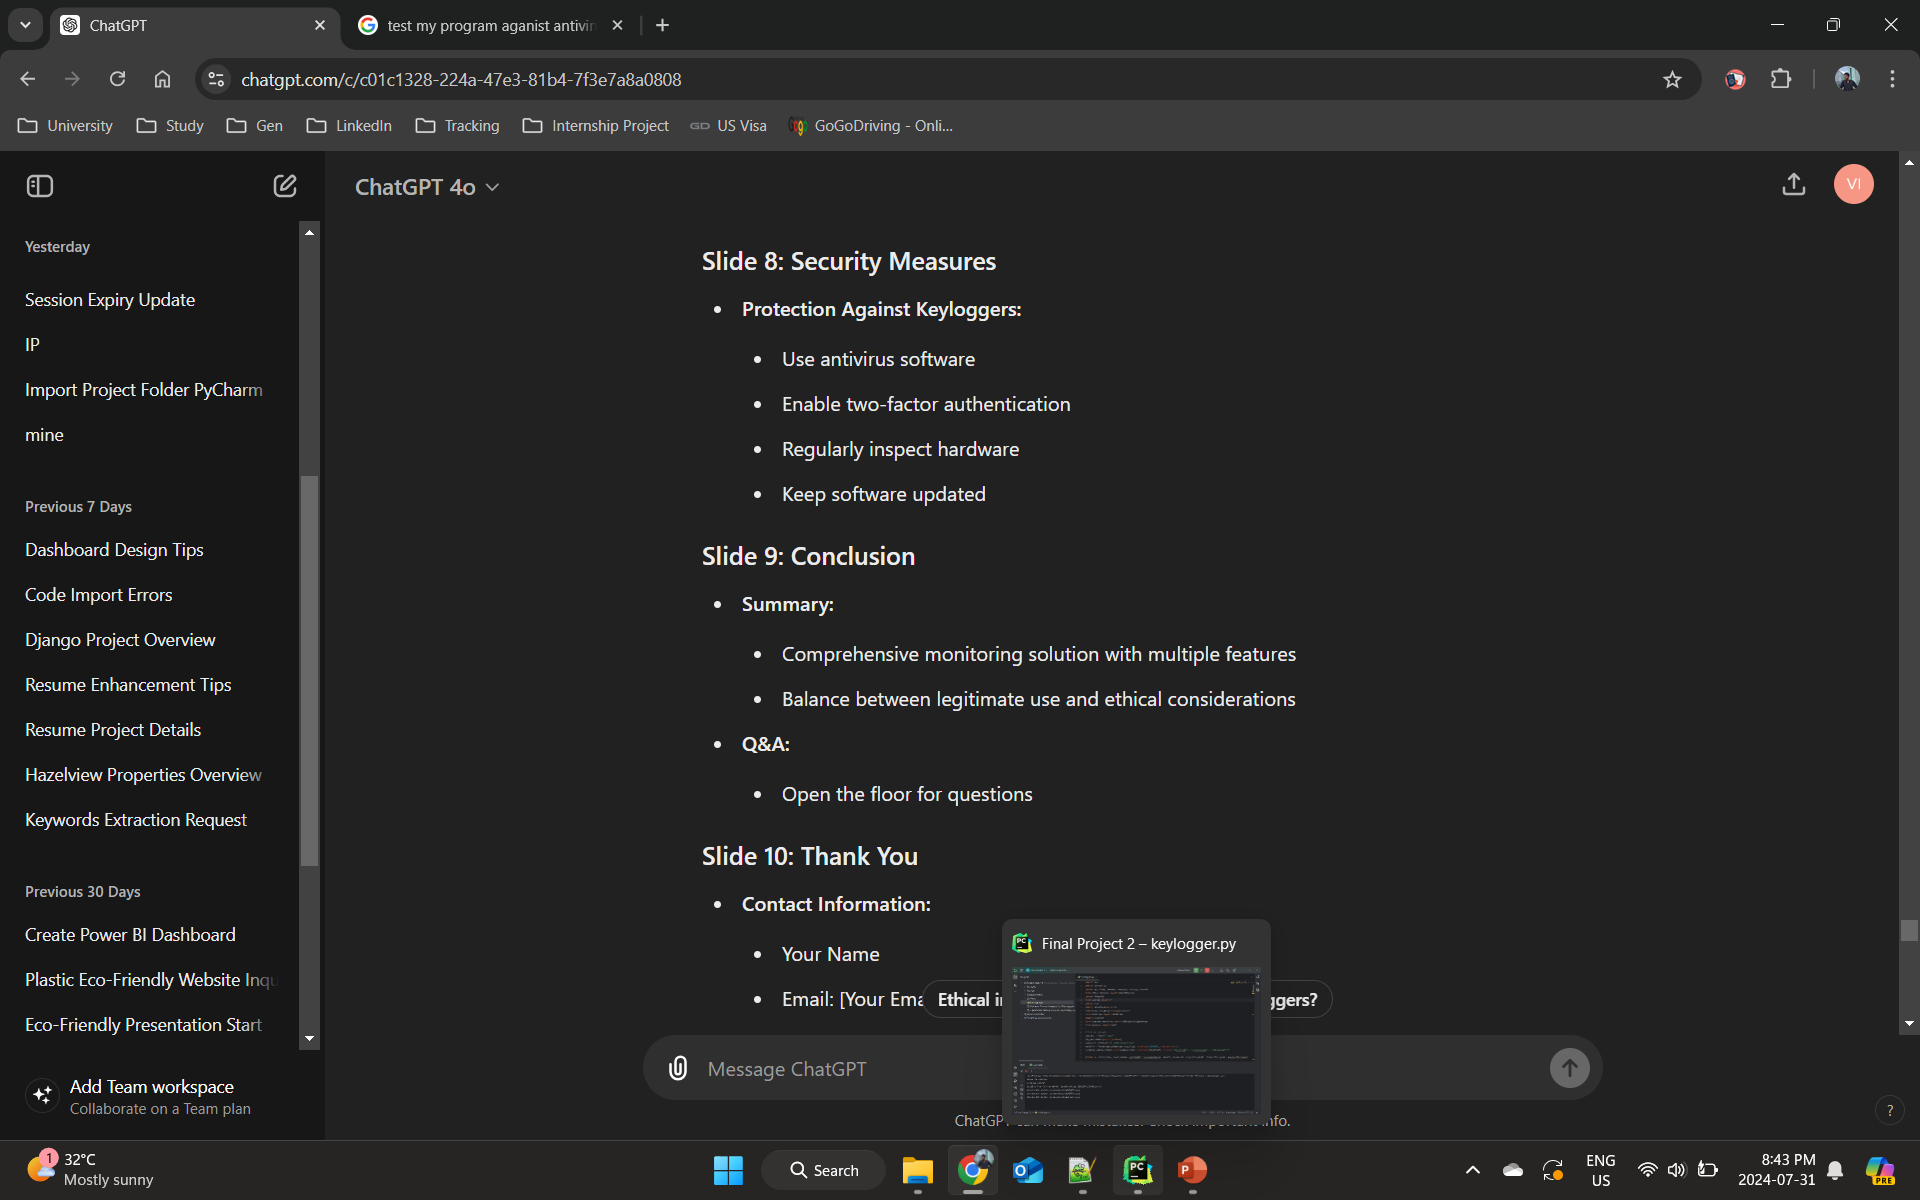 ChatGPT
test my program aganist antivir
chatgpt.com/c/c01c1328-224a-47e3-81b4-7f3e7a8a0808
University
Study
Gen
LinkedIn
Tracking
Internship Project
GD
US Visa
GoGoDriving - Onli...
ChatGPT 4o
VI
Yesterday
Session Expiry Update
IP
Import Project Folder PyCharm
mine
Previous 7 Days
Dashboard Design Tips
Code Import Errors
Django Project Overview
Resume Enhancement Tips
Resume Project Details
Hazelview Properties Overview
Keywords Extraction Request
Previous 30 Days
Create Power BI Dashboard
Plastic Eco-Friendly Website Inqu
Eco-Friendly Presentation Start
Add Team workspace
Collaborate on a Team plan
Slide 8: Security Measures
Protection Against Keyloggers:
Use antivirus software
Enable two-factor authentication
Regularly inspect hardware
Keep software updated
Slide 9: Conclusion
Summary:
Comprehensive monitoring solution with multiple features
Balance between legitimate use and ethical considerations
Q&A:
Open the floor for questions
Slide 10: Thank You
Contact Information:
Your Name
Email: [Your Ema
Ethical i
ggers?
PC
Final Project 2 – keylogger.py
Message ChatGPT
ChatGP
info.
?
1
32°C
Mostly sunny
Search
PC
P
ENG
US
8:43 PM
2024-07-31
PRE